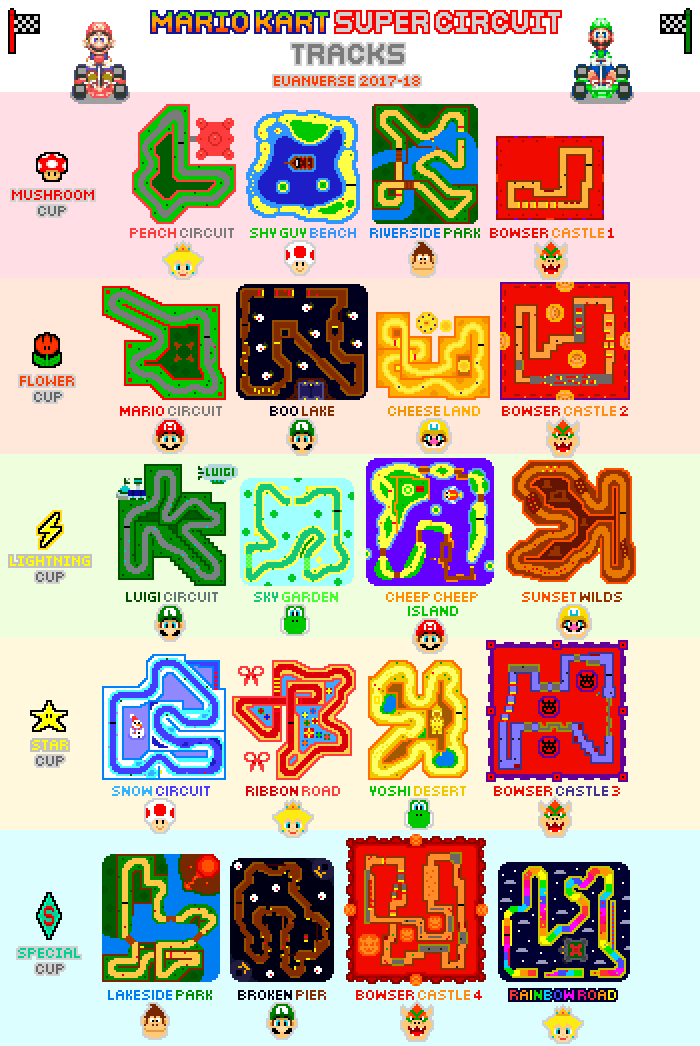 MARIO KART SUPER CIRCUIT
TRACKS
EVANVERSE 2017-18
MUSHROOM
CUP
PEACH CIRCUIT
SHY GUY BEACH
RIVERSIDE PARK
BOWSER CASTLE 1
FLOWER
CUP
MARIO CIRCUIT
BOO LAKE
CHEESE LAND
BOWSER CASTLE 2
LUIGI
LIGHTNING
CUP
LUIGI CIRCUIT
SKY GARDEN
CHEEP CHEEP
ISLAND
SUNSET WILDS
STAR
CUP
SNOW CIRCUIT
RIBBON ROAD
YOSHI DESERT
BOWSER CASTLE 3
S
SPECIAL
CUP
LAKESIDE PARK
BROKEN PIER
BOWSER CASTLE 4
RAINBOW ROAD